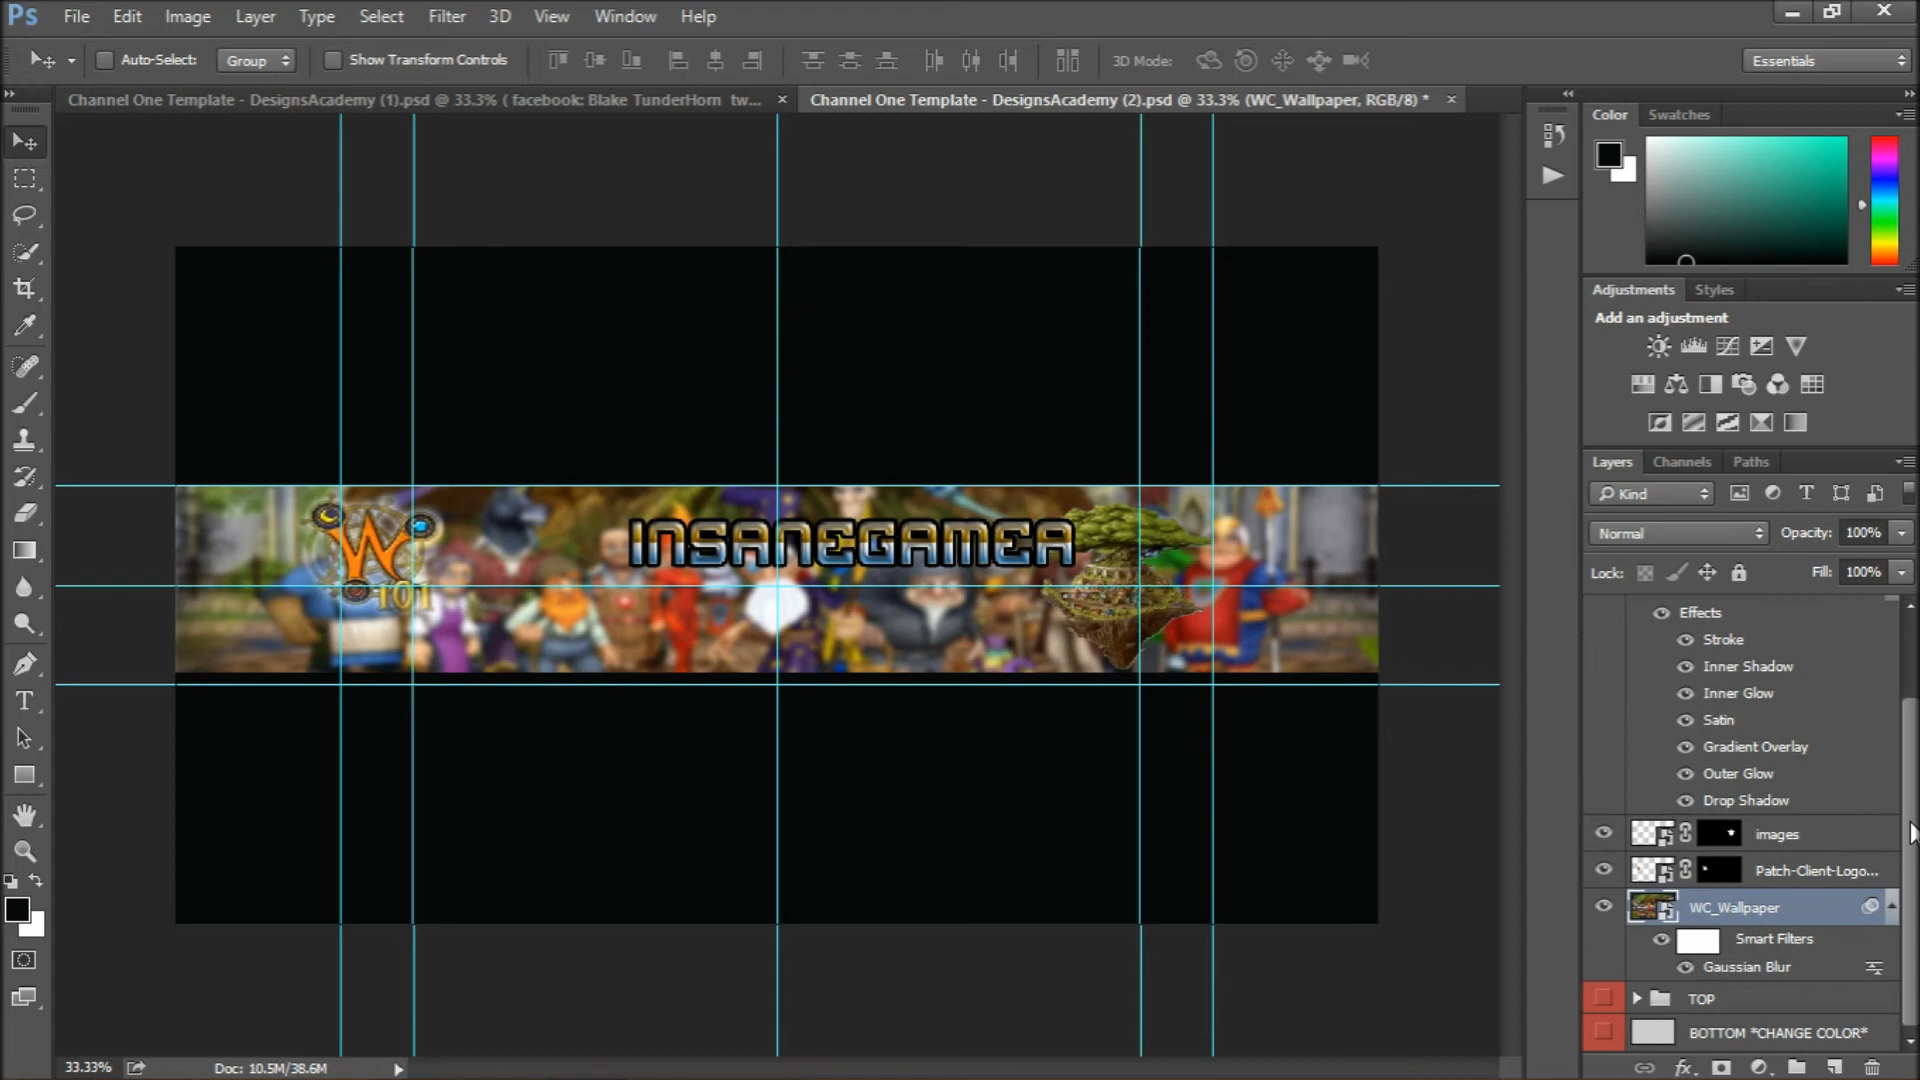 Ps File Edit Image Layer Type Select Filter 3D View Window Help
Auto-Select: Group Show Transform Controls 3D Mode: Essentials
Channel One Template - DesignsAcademy (1).psd @ 33.3% ( facebook: Blake TunderHorn tw... × Channel One Template - DesignsAcademy (2).psd @ 33.3% (WC_Wallpaper, RGB/8) * ×
Color Swatches
Adjustments Styles
Add an adjustment
Layers Channels Paths
Kind
Normal Opacity: 100%
Lock: Fill: 100%
Effects
Stroke
Inner Shadow
Inner Glow
Satin
Gradient Overlay
Outer Glow
Drop Shadow
images
Patch-Client-Logo...
WC_Wallpaper
Smart Filters
Gaussian Blur
TOP
BOTTOM *CHANGE COLOR*
W
101
INSANEGAMER
33.33% Doc: 10.5M/38.6M